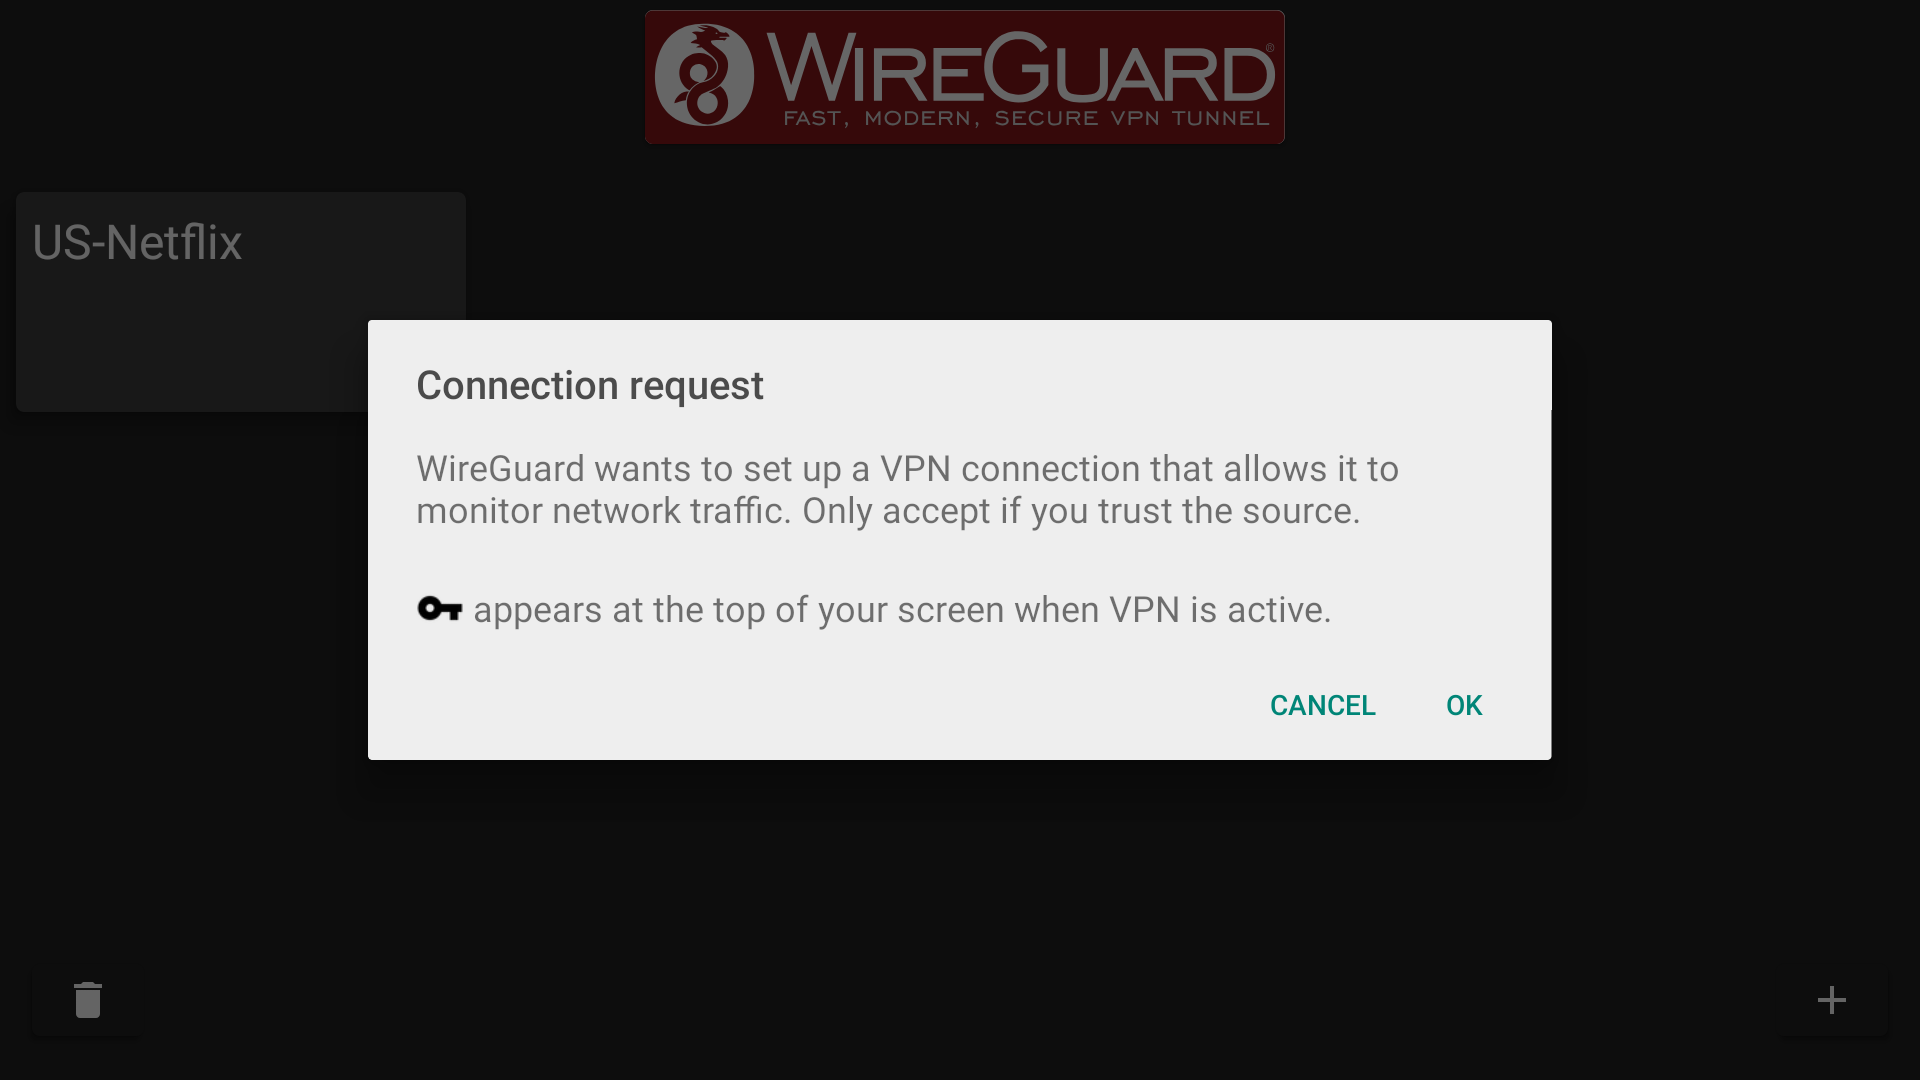 WIREGUARD®
FAST, MODERN, SECURE VPN TUNNEL
US-Netflix
Connection request
WireGuard wants to set up a VPN connection that allows it to
monitor network traffic. Only accept if you trust the source.
appears at the top of your screen when VPN is active.
CANCEL OK